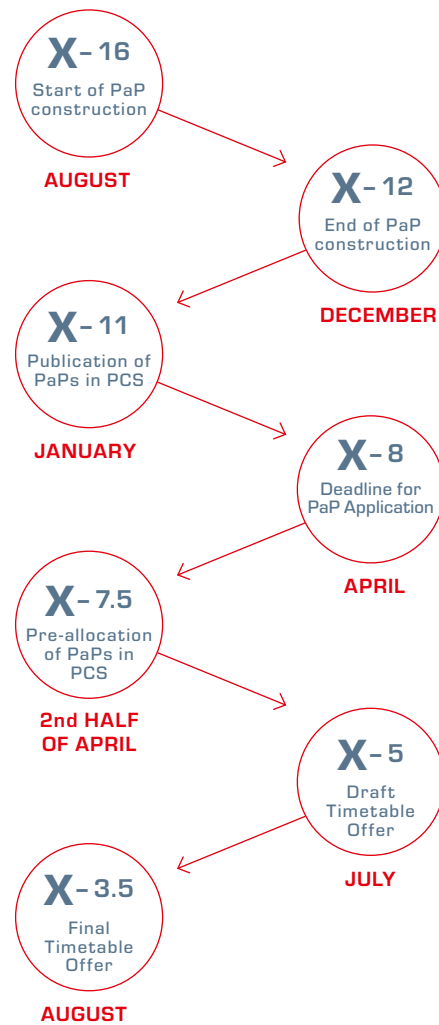 X-16
Start of PaP
construction
AUGUST
X-12
End of PaP
construction
DECEMBER
X-11
Publication of
PaPs in PCS
JANUARY
X-8
Deadline for
PaP Application
APRIL
X-7.5
Pre-allocation
of PaPs in
PCS
2nd HALF
OF APRIL
X-5
Draft
Timetable
Offer
JULY
X-3.5
Final
Timetable
Offer
AUGUST